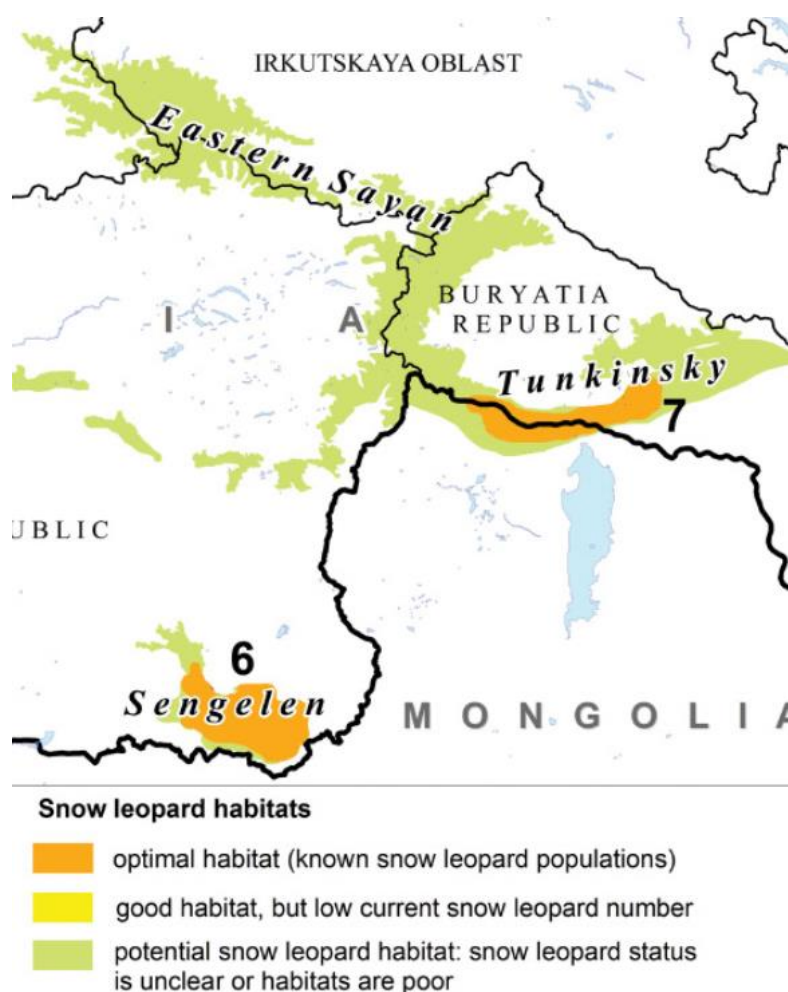 IRKUTSKAYA OBLAST
Eastern Sayan
I A
BURYATIA
REPUBLIC
Tunkinsky
7
UBLIC
6
Sengelen
MONGOLIA
Snow leopard habitats
optimal habitat (known snow leopard populations)
good habitat, but low current snow leopard number
potential snow leopard habitat: snow leopard status
is unclear or habitats are poor